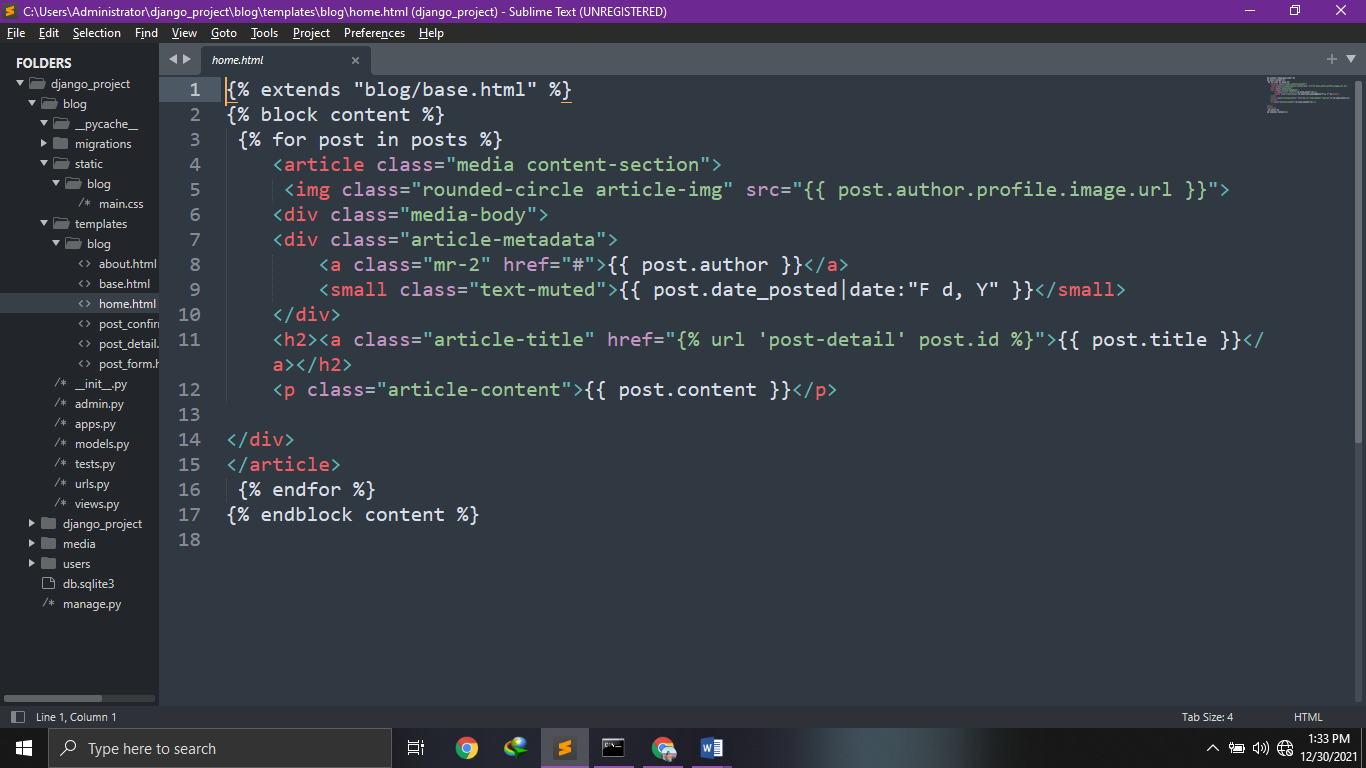 C:\Users\Administrator\django_project\blog\templates\blog\home.html (django_project) - Sublime Text (UNREGISTERED)
File Edit Selection Find View Goto Tools Project Preferences Help
FOLDERS
django_project
blog
__pycache__
migrations
static
blog
/* main.css
templates
blog
<> about.html
<> base.html
<> home.html
<> post_confir
<> post_detail.
<> post_form.h
/* __init__.py
/* admin.py
/* apps.py
/* models.py
/* tests.py
/* urls.py
/* views.py
django_project
media
users
db.sqlite3
/* manage.py
home.html
1 {% extends "blog/base.html" %}
2 {% block content %}
3 {% for post in posts %}
4 <article class="media content-section">
5 <img class="rounded-circle article-img" src="{{ post.author.profile.image.url }}">
6 <div class="media-body">
7 <div class="article-metadata">
8 <a class="mr-2" href="#">{{ post.author }}</a>
9 <small class="text-muted">{{ post.date_posted|date:"F d, Y" }}</small>
10 </div>
11 <h2><a class="article-title" href="{% url 'post-detail' post.id %}">{{ post.title }}</
a></h2>
12 <p class="article-content">{{ post.content }}</p>
13
14 </div>
15 </article>
16 {% endfor %}
17 {% endblock content %}
18
Line 1, Column 1
Tab Size: 4
HTML
Type here to search
1:33 PM
12/30/2021